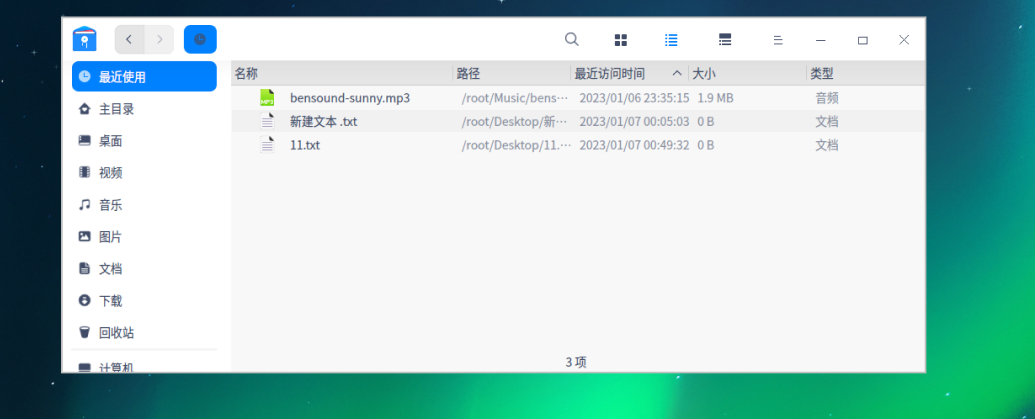 最近使用
主目录
桌面
视频
音乐
图片
文档
下载
回收站
计算机
名称 路径 最近访问时间 大小 类型
MP3 bensound-sunny.mp3 /root/Music/bens··· 2023/01/06 23:35:15 1.9 MB 音频
新建文本 .txt /root/Desktop/新··· 2023/01/07 00:05:03 0 B 文档
11.txt /root/Desktop/11.··· 2023/01/07 00:49:32 0 B 文档
3 项